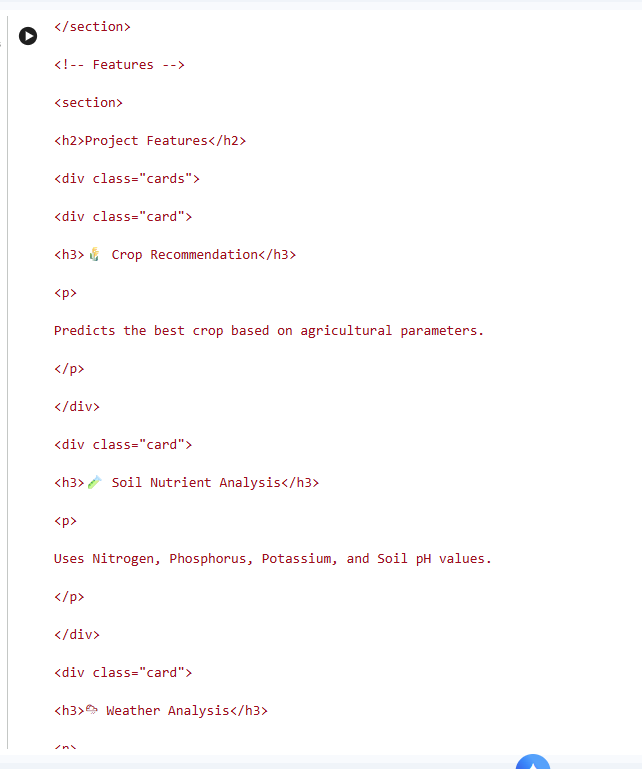 </section>
<!-- Features -->
<section>
<h2>Project Features</h2>
<div class="cards">
<div class="card">
<h3>🌾 Crop Recommendation</h3>
<p>
Predicts the best crop based on agricultural parameters.
</p>
</div>
<div class="card">
<h3>🧪 Soil Nutrient Analysis</h3>
<p>
Uses Nitrogen, Phosphorus, Potassium, and Soil pH values.
</p>
</div>
<div class="card">
<h3>🌦 Weather Analysis</h3>